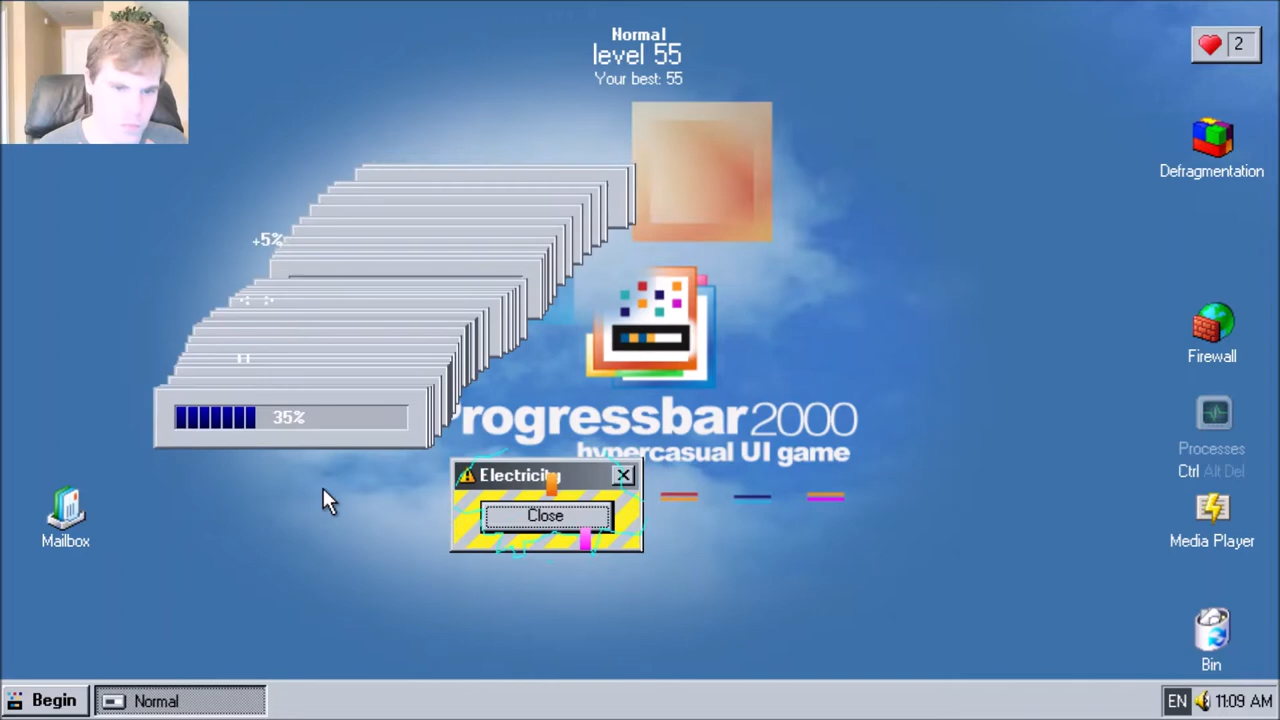 Normal
level 55
Your best: 55
2
Defragmentation
+5%
Firewall
35%
rogressbar2000
hypercasual UI game
Processes
Ctrl Alt Del
Electricity
Close
Mailbox
Media Player
Bin
Begin
Normal
EN
11:09 AM